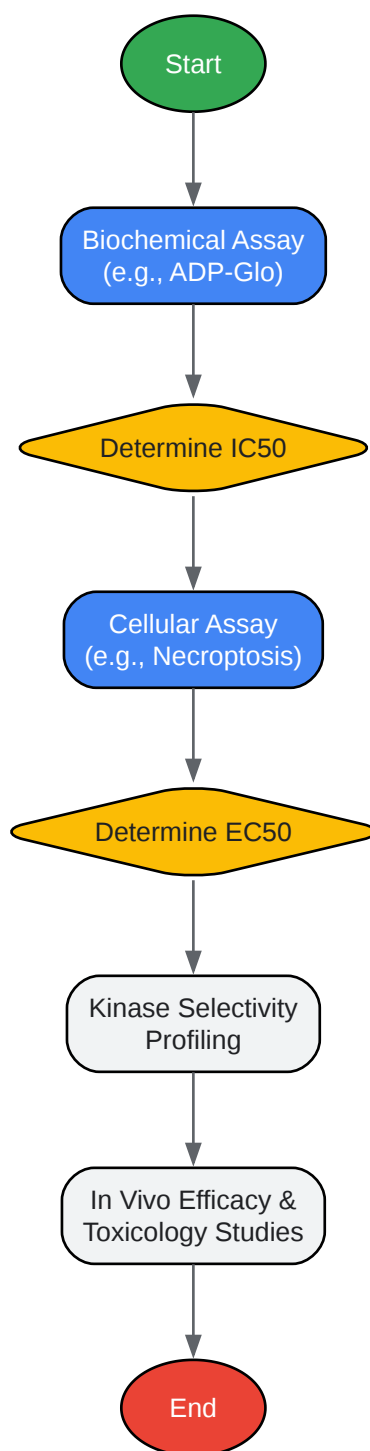 Start
Biochemical Assay
(e.g., ADP-Glo)
Determine IC50
Cellular Assay
(e.g., Necroptosis)
Determine EC50
Kinase Selectivity
Profiling
In Vivo Efficacy &
Toxicology Studies
End